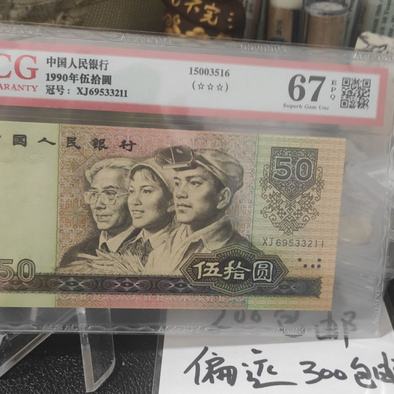 CG
中国人民银行
15003516
67
EPQ
ARANTY
1990年伍拾圆
(☆☆☆)
Superb Gem Unc
冠号：XJ69533211
国人民银行
50
XJ69533211
50
伍拾圆
偏远 300包邮